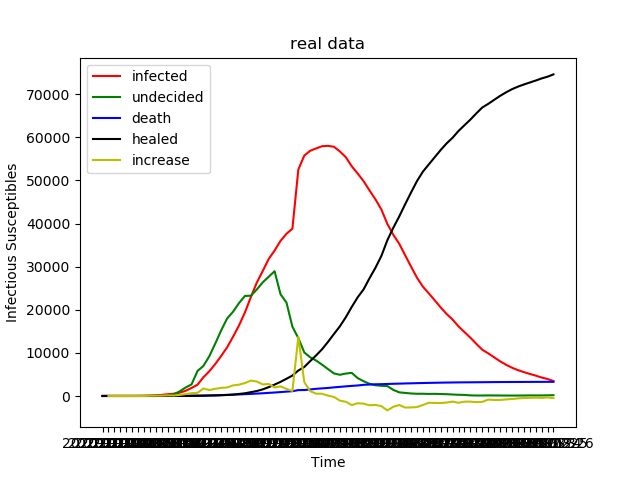 real data
infected
undecided
death
healed
increase
70000
60000
50000
40000
30000
20000
10000
0
Infectious Susceptibles
Time